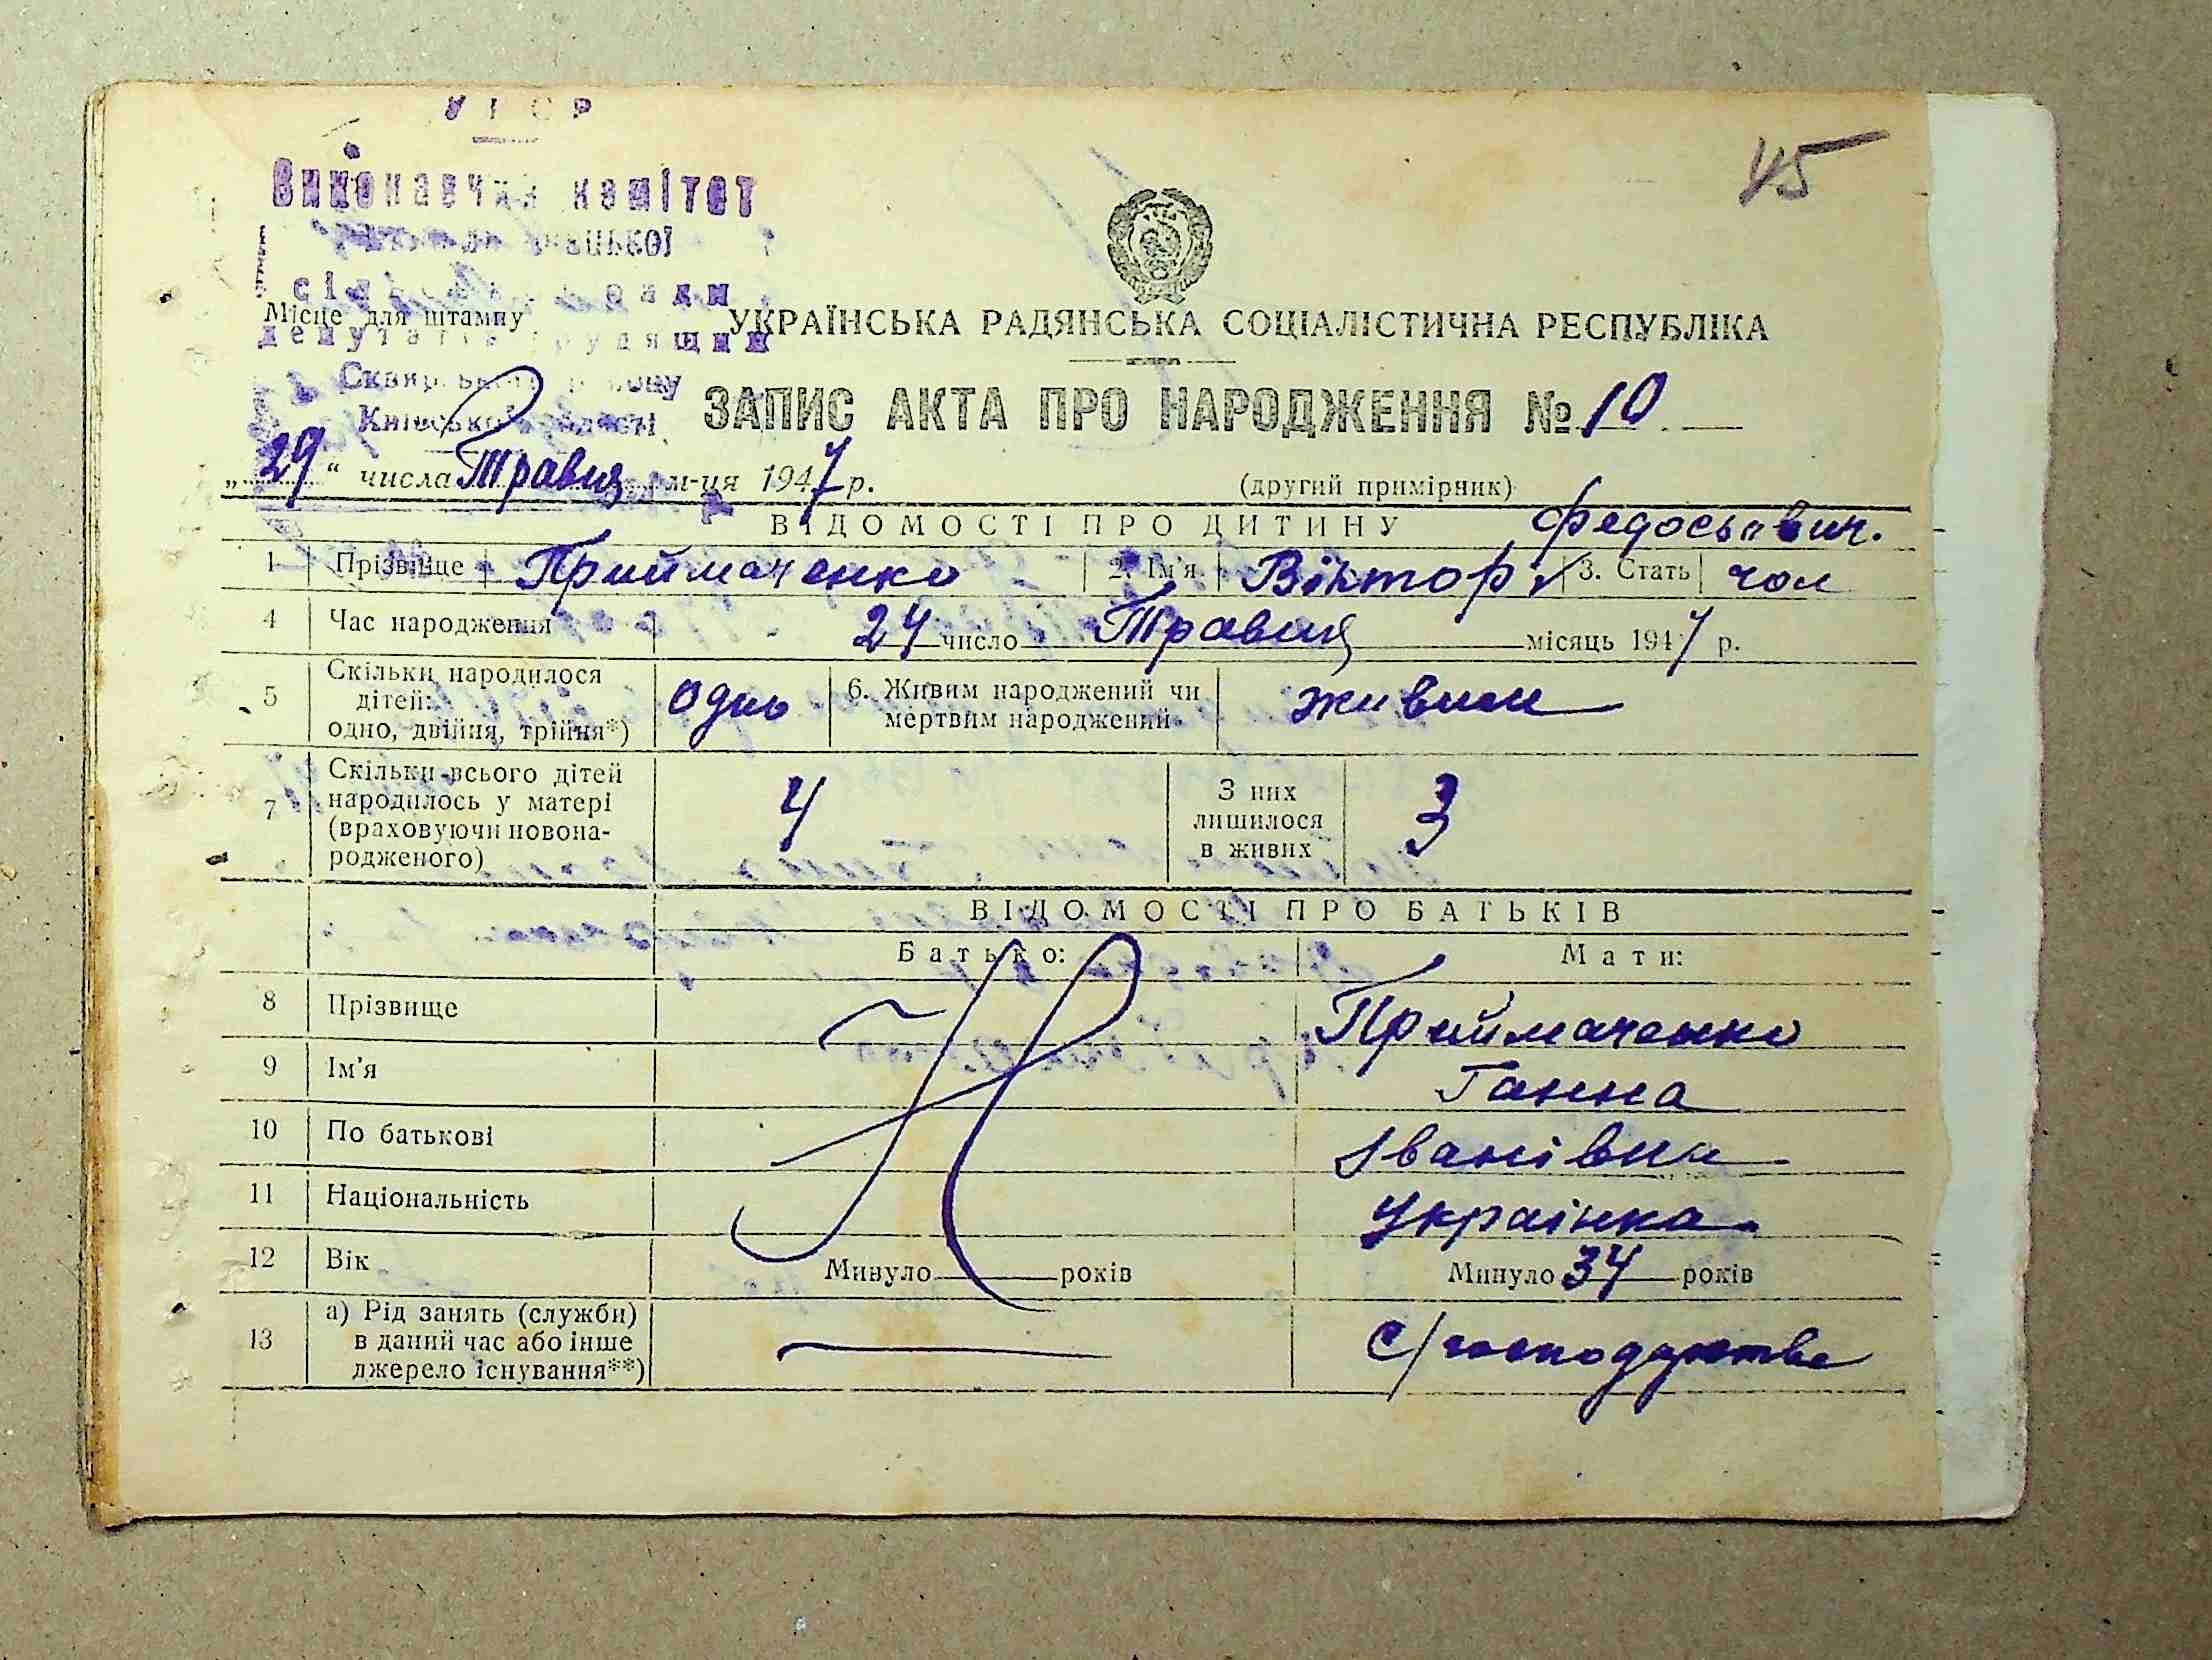 45
Виконавчий комітет
сільської ради
Місце для штампу
депутатів трудящих
УКРАЇНСЬКА РАДЯНСЬКА СОЦІАЛІСТИЧНА РЕСПУБЛІКА
Сквирського району
Київської області
ЗАПИС АКТА ПРО НАРОДЖЕННЯ № 10
„29“ числа Травня м-ця 1947 р.
(другий примірник)
ВІДОМОСТІ ПРО ДИТИНУ Федосьович.
1 Прізвище Приймаченко 2. Ім'я Віктор 3. Стать чол
4 Час народження 24 число Травня місяць 1947 р.
5 Скільки народилося дітей: одно, двійня, трійня*) одно 6. Живим народжений чи мертвим народжений живим
7 Скільки всього дітей народилось у матері (враховуючи новонародженого) 4 З них лишилося в живих 3
ВІДОМОСТІ ПРО БАТЬКІВ
Батько: Мати:
8 Прізвище Приймаченко
9 Ім'я Ганна
10 По батькові Іванівна
11 Національність Українка
12 Вік Минуло років Минуло 34 років
13 а) Рід занять (служби) в даний час або інше джерело існування**) с/господарстве